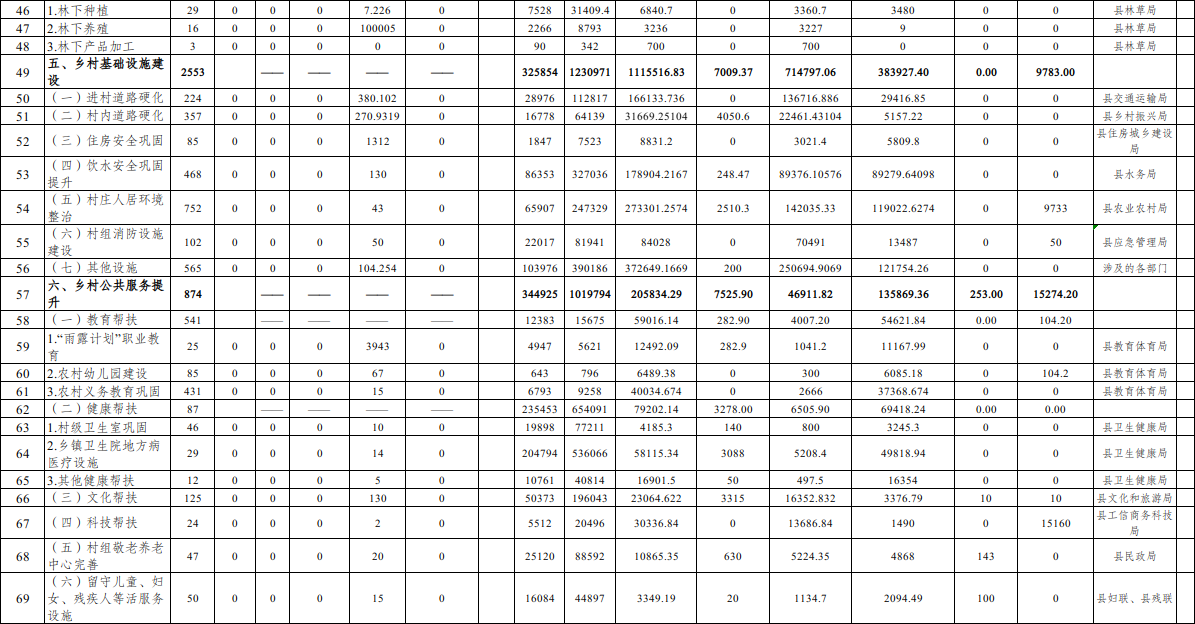 46 1.林下种植 29 0 0 0 7.226 0 7528 31409.4 6840.7 0 3360.7 3480 0 0 县林草局
47 2.林下养殖 16 0 0 0 100005 0 2266 8793 3236 0 3227 9 0 0 县林草局
48 3.林下产品加工 3 0 0 0 0 0 90 342 700 0 700 0 0 0 县林草局
49 五、乡村基础设施建设 2553 —— —— —— —— 325854 1230971 1115516.83 7009.37 714797.06 383927.40 0.00 9783.00
50 （一）进村道路硬化 224 0 0 0 380.102 0 28976 112817 166133.736 0 136716.886 29416.85 0 0 县交通运输局
51 （二）村内道路硬化 357 0 0 0 270.9319 0 16778 64139 31669.25104 4050.6 22461.43104 5157.22 0 0 县乡村振兴局
52 （三）住房安全巩固 85 0 0 0 1312 0 1847 7523 8831.2 0 3021.4 5809.8 0 0 县住房城乡建设局
53 （四）饮水安全巩固提升 468 0 0 0 130 0 86353 327036 178904.2167 248.47 89376.10576 89279.64098 0 0 县水务局
54 （五）村庄人居环境整治 752 0 0 0 43 0 65907 247329 273301.2574 2510.3 142035.33 119022.6274 0 9733 县农业农村局
55 （六）村组消防设施建设 102 0 0 0 50 0 22017 81941 84028 0 70491 13487 0 50 县应急管理局
56 （七）其他设施 565 0 0 0 104.254 0 103976 390186 372649.1669 200 250694.9069 121754.26 0 0 涉及的各部门
57 六、乡村公共服务提升 874 —— —— —— —— 344925 1019794 205834.29 7525.90 46911.82 135869.36 253.00 15274.20
58 （一）教育帮扶 541 —— —— —— —— 12383 15675 59016.14 282.90 4007.20 54621.84 0.00 104.20
59 1.“雨露计划”职业教育 25 0 0 0 3943 0 4947 5621 12492.09 282.9 1041.2 11167.99 0 0 县教育体育局
60 2.农村幼儿园建设 85 0 0 0 67 0 643 796 6489.38 0 300 6085.18 0 104.2 县教育体育局
61 3.农村义务教育巩固 431 0 0 0 15 0 6793 9258 40034.674 0 2666 37368.674 0 0 县教育体育局
62 （二）健康帮扶 87 —— —— —— —— 235453 654091 79202.14 3278.00 6505.90 69418.24 0.00 0.00
63 1.村级卫生室巩固 46 0 0 0 10 0 19898 77211 4185.3 140 800 3245.3 0 0 县卫生健康局
64 2.乡镇卫生院地方病医疗设施 29 0 0 0 14 0 204794 536066 58115.34 3088 5208.4 49818.94 0 0 县卫生健康局
65 3.其他健康帮扶 12 0 0 0 5 0 10761 40814 16901.5 50 497.5 16354 0 0 县卫生健康局
66 （三）文化帮扶 125 0 0 0 130 0 50373 196043 23064.622 3315 16352.832 3376.79 10 10 县文化和旅游局
67 （四）科技帮扶 24 0 0 0 2 0 5512 20496 30336.84 0 13686.84 1490 0 15160 县工信商务科技局
68 （五）村组敬老养老中心完善 47 0 0 0 20 0 25120 88592 10865.35 630 5224.35 4868 143 0 县民政局
69 （六）留守儿童、妇女、残疾人等活服务设施 50 0 0 0 15 0 16084 44897 3349.19 20 1134.7 2094.49 100 0 县妇联、县残联